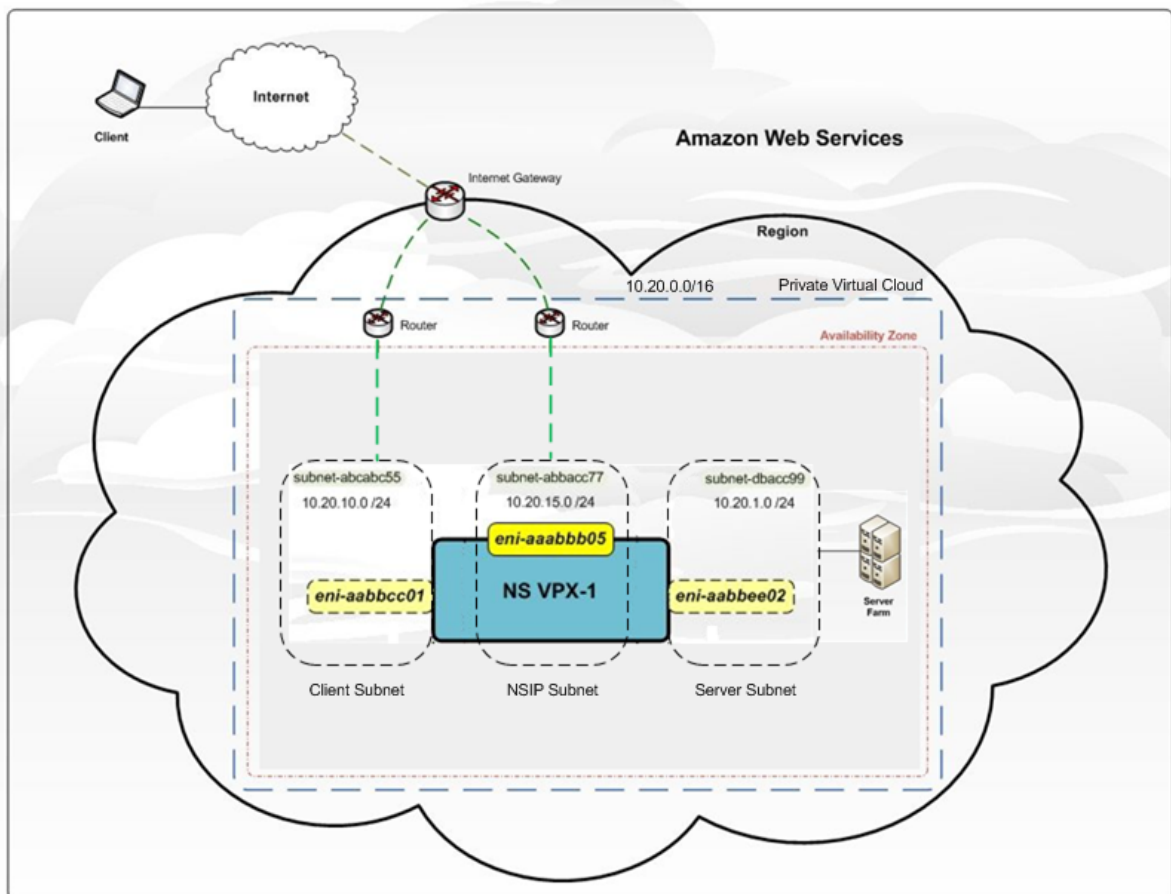 Internet
Client
Amazon Web Services
Internet Gateway
Region
10.20.0.0/16
Private Virtual Cloud
Router
Router
Availability Zone
subnet-abcabc55
subnet-abbacc77
subnet-dbacc99
10.20.10.0 /24
10.20.15.0 /24
10.20.1.0 /24
eni-aaabbb05
eni-aabbcc01
NS VPX-1
eni-aabbee02
Server
Farm
Client Subnet
NSIP Subnet
Server Subnet